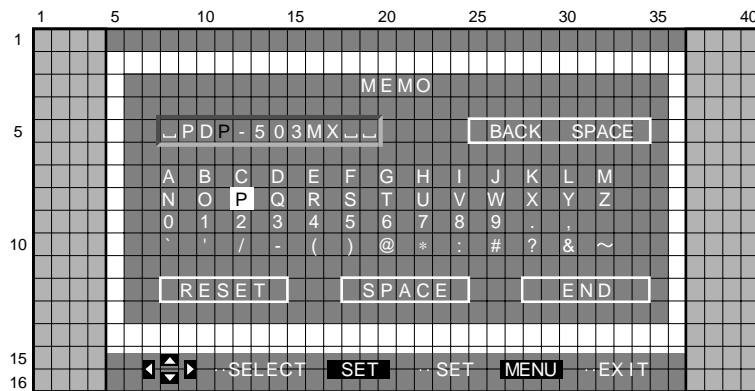 1 5 10 15 20 25 30 35 40
1
MEMO
5 ⎵PDP-503MX⎵⎵ BACK SPACE
A B C D E F G H I J K L M
N O P Q R S T U V W X Y Z
0 1 2 3 4 5 6 7 8 9 . ,
10 ` ' / - ( ) @ * : # ? & ～
RESET SPACE END
15 ··SELECT SET ··SET MENU ··EXIT
16